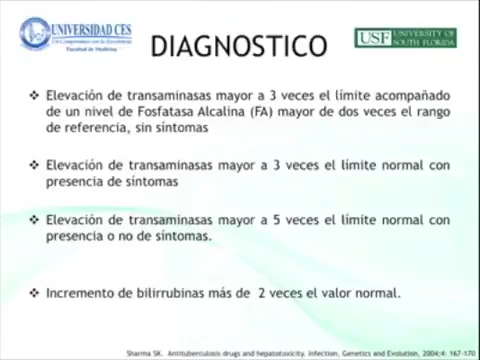 UNIVERSIDAD CES
Un Compromiso con la Excelencia
Facultad de Medicina
DIAGNOSTICO
USF UNIVERSITY OF
SOUTH FLORIDA
❖ Elevación de transaminasas mayor a 3 veces el límite acompañado
de un nivel de Fosfatasa Alcalina (FA) mayor de dos veces el rango
de referencia, sin síntomas
❖ Elevación de transaminasas mayor a 3 veces el límite normal con
presencia de síntomas
❖ Elevación de transaminasas mayor a 5 veces el límite normal con
presencia o no de síntomas.
❖ Incremento de bilirrubinas más de 2 veces el valor normal.
Sharma SK. Antituberculosis drugs and hepatotoxicity. Infection, Genetics and Evolution, 2004;4: 167-170